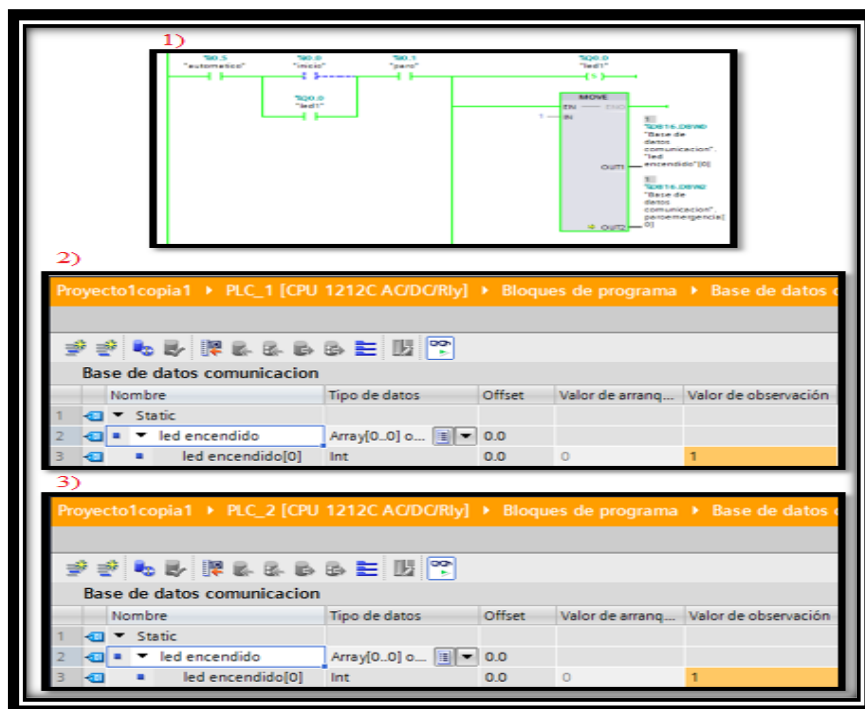 1)
%I0.5 %I0.0 %I0.1 %Q0.0
"automatico" "inicio" "paro" "led1"
%Q0.0
"led1"
MOVE
EN ENO
1 IN
1
%DB16.DBW0
"Base de
datos
comunicacion".
"led
OUT1 encendido"[0]
1
%DB16.DBW2
"Base de
datos
comunicacion".
paroemergencia[
OUT2 0]
2)
Proyecto1copia1 PLC_1 [CPU 1212C AC/DC/Rly] Bloques de programa Base de datos
Base de datos comunicacion
Nombre Tipo de datos Offset Valor de arranq... Valor de observación
1 Static
2 led encendido Array[0..0] o... 0.0
3 led encendido[0] Int 0.0 0 1
3)
Proyecto1copia1 PLC_2 [CPU 1212C AC/DC/Rly] Bloques de programa Base de datos
Base de datos comunicacion
Nombre Tipo de datos Offset Valor de arranq... Valor de observación
1 Static
2 led encendido Array[0..0] o... 0.0
3 led encendido[0] Int 0.0 0 1